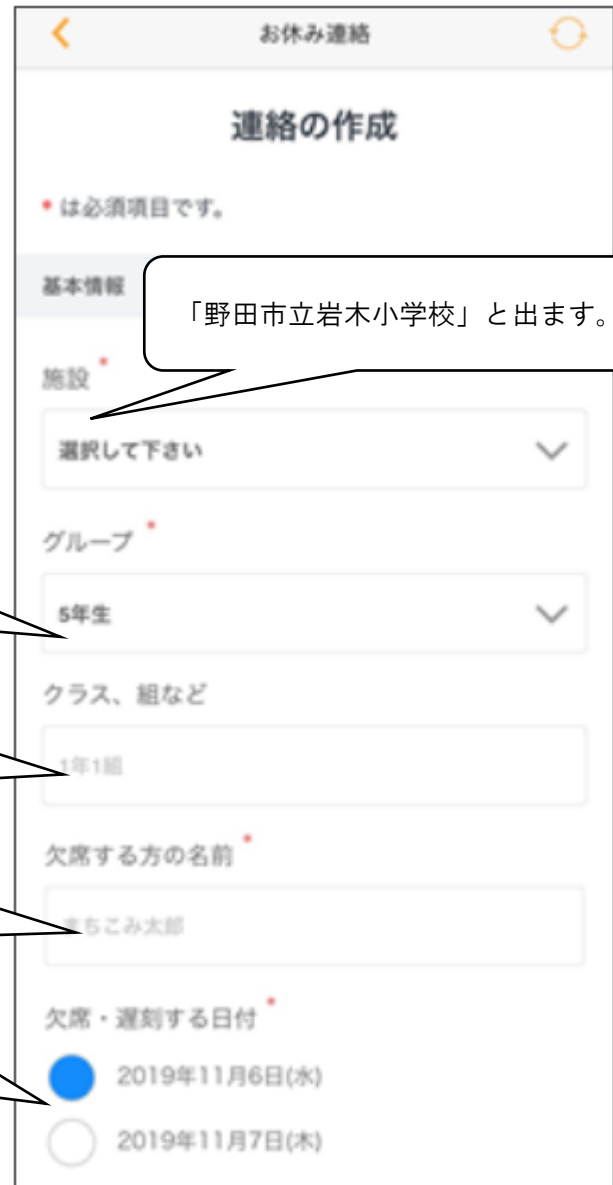 お休み連絡
連絡の作成
* は必須項目です。
基本情報
「野田市立岩木小学校」と出ます。
施設 *
選択して下さい
グループ *
5年生
クラス、組など
1年1組
欠席する方の名前 *
まちこみ太郎
欠席・遅刻する日付 *
2019年11月6日(水)
2019年11月7日(木)